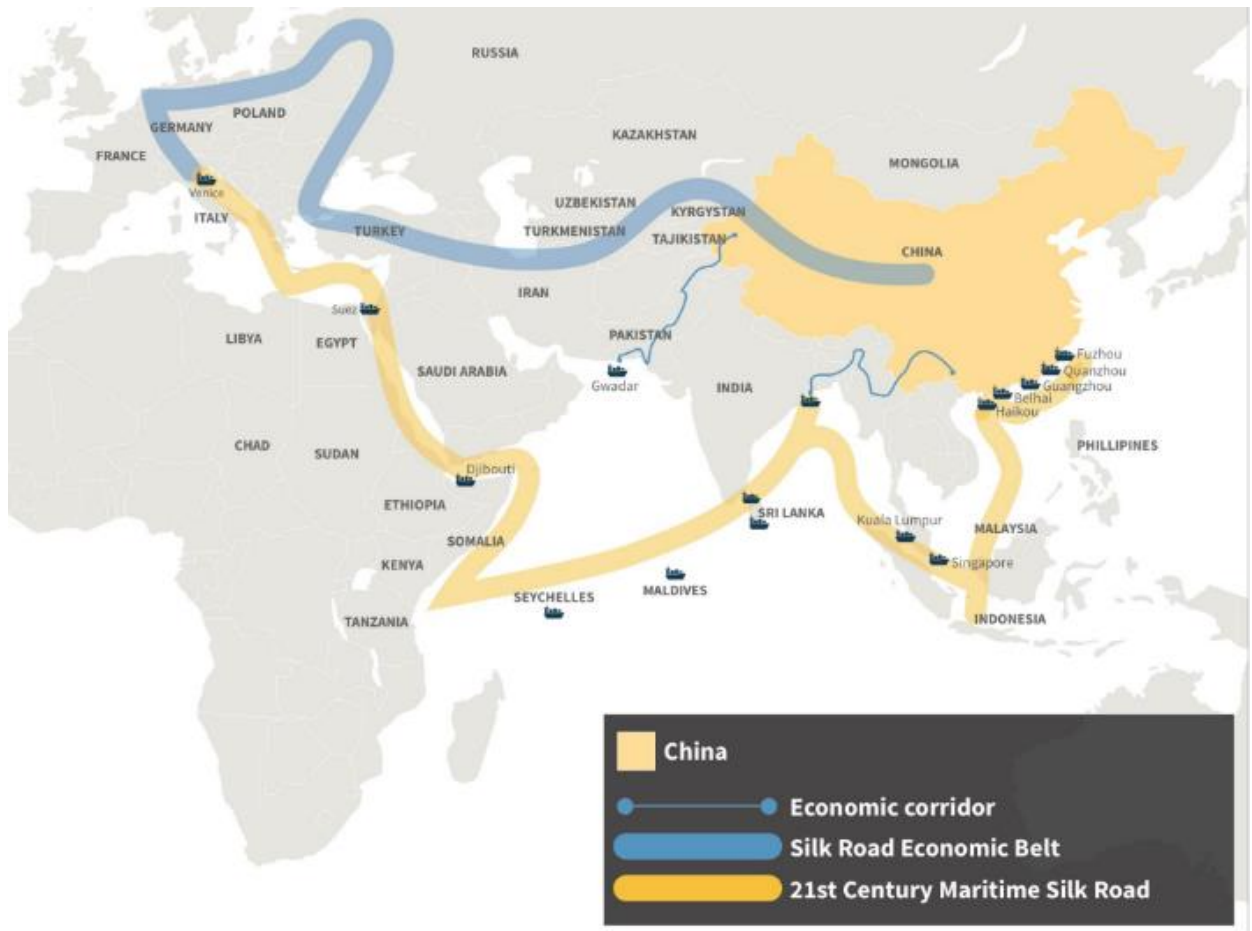 RUSSIA
POLAND
GERMANY
KAZAKHSTAN
FRANCE
MONGOLIA
Venice
UZBEKISTAN
KYRGYSTAN
ITALY
TURKEY
TURKMENISTAN
TAJIKISTAN
CHINA
IRAN
Suez
LIBYA
EGYPT
PAKISTAN
Fuzhou
SAUDI ARABIA
Quanzhou
Gwadar
INDIA
Guangzhou
Belhai
Haikou
CHAD
SUDAN
PHILLIPINES
Djibouti
ETHIOPIA
SRI LANKA
Kuala Lumpur
MALAYSIA
SOMALIA
KENYA
Singapore
MALDIVES
SEYCHELLES
TANZANIA
INDONESIA
China
Economic corridor
Silk Road Economic Belt
21st Century Maritime Silk Road